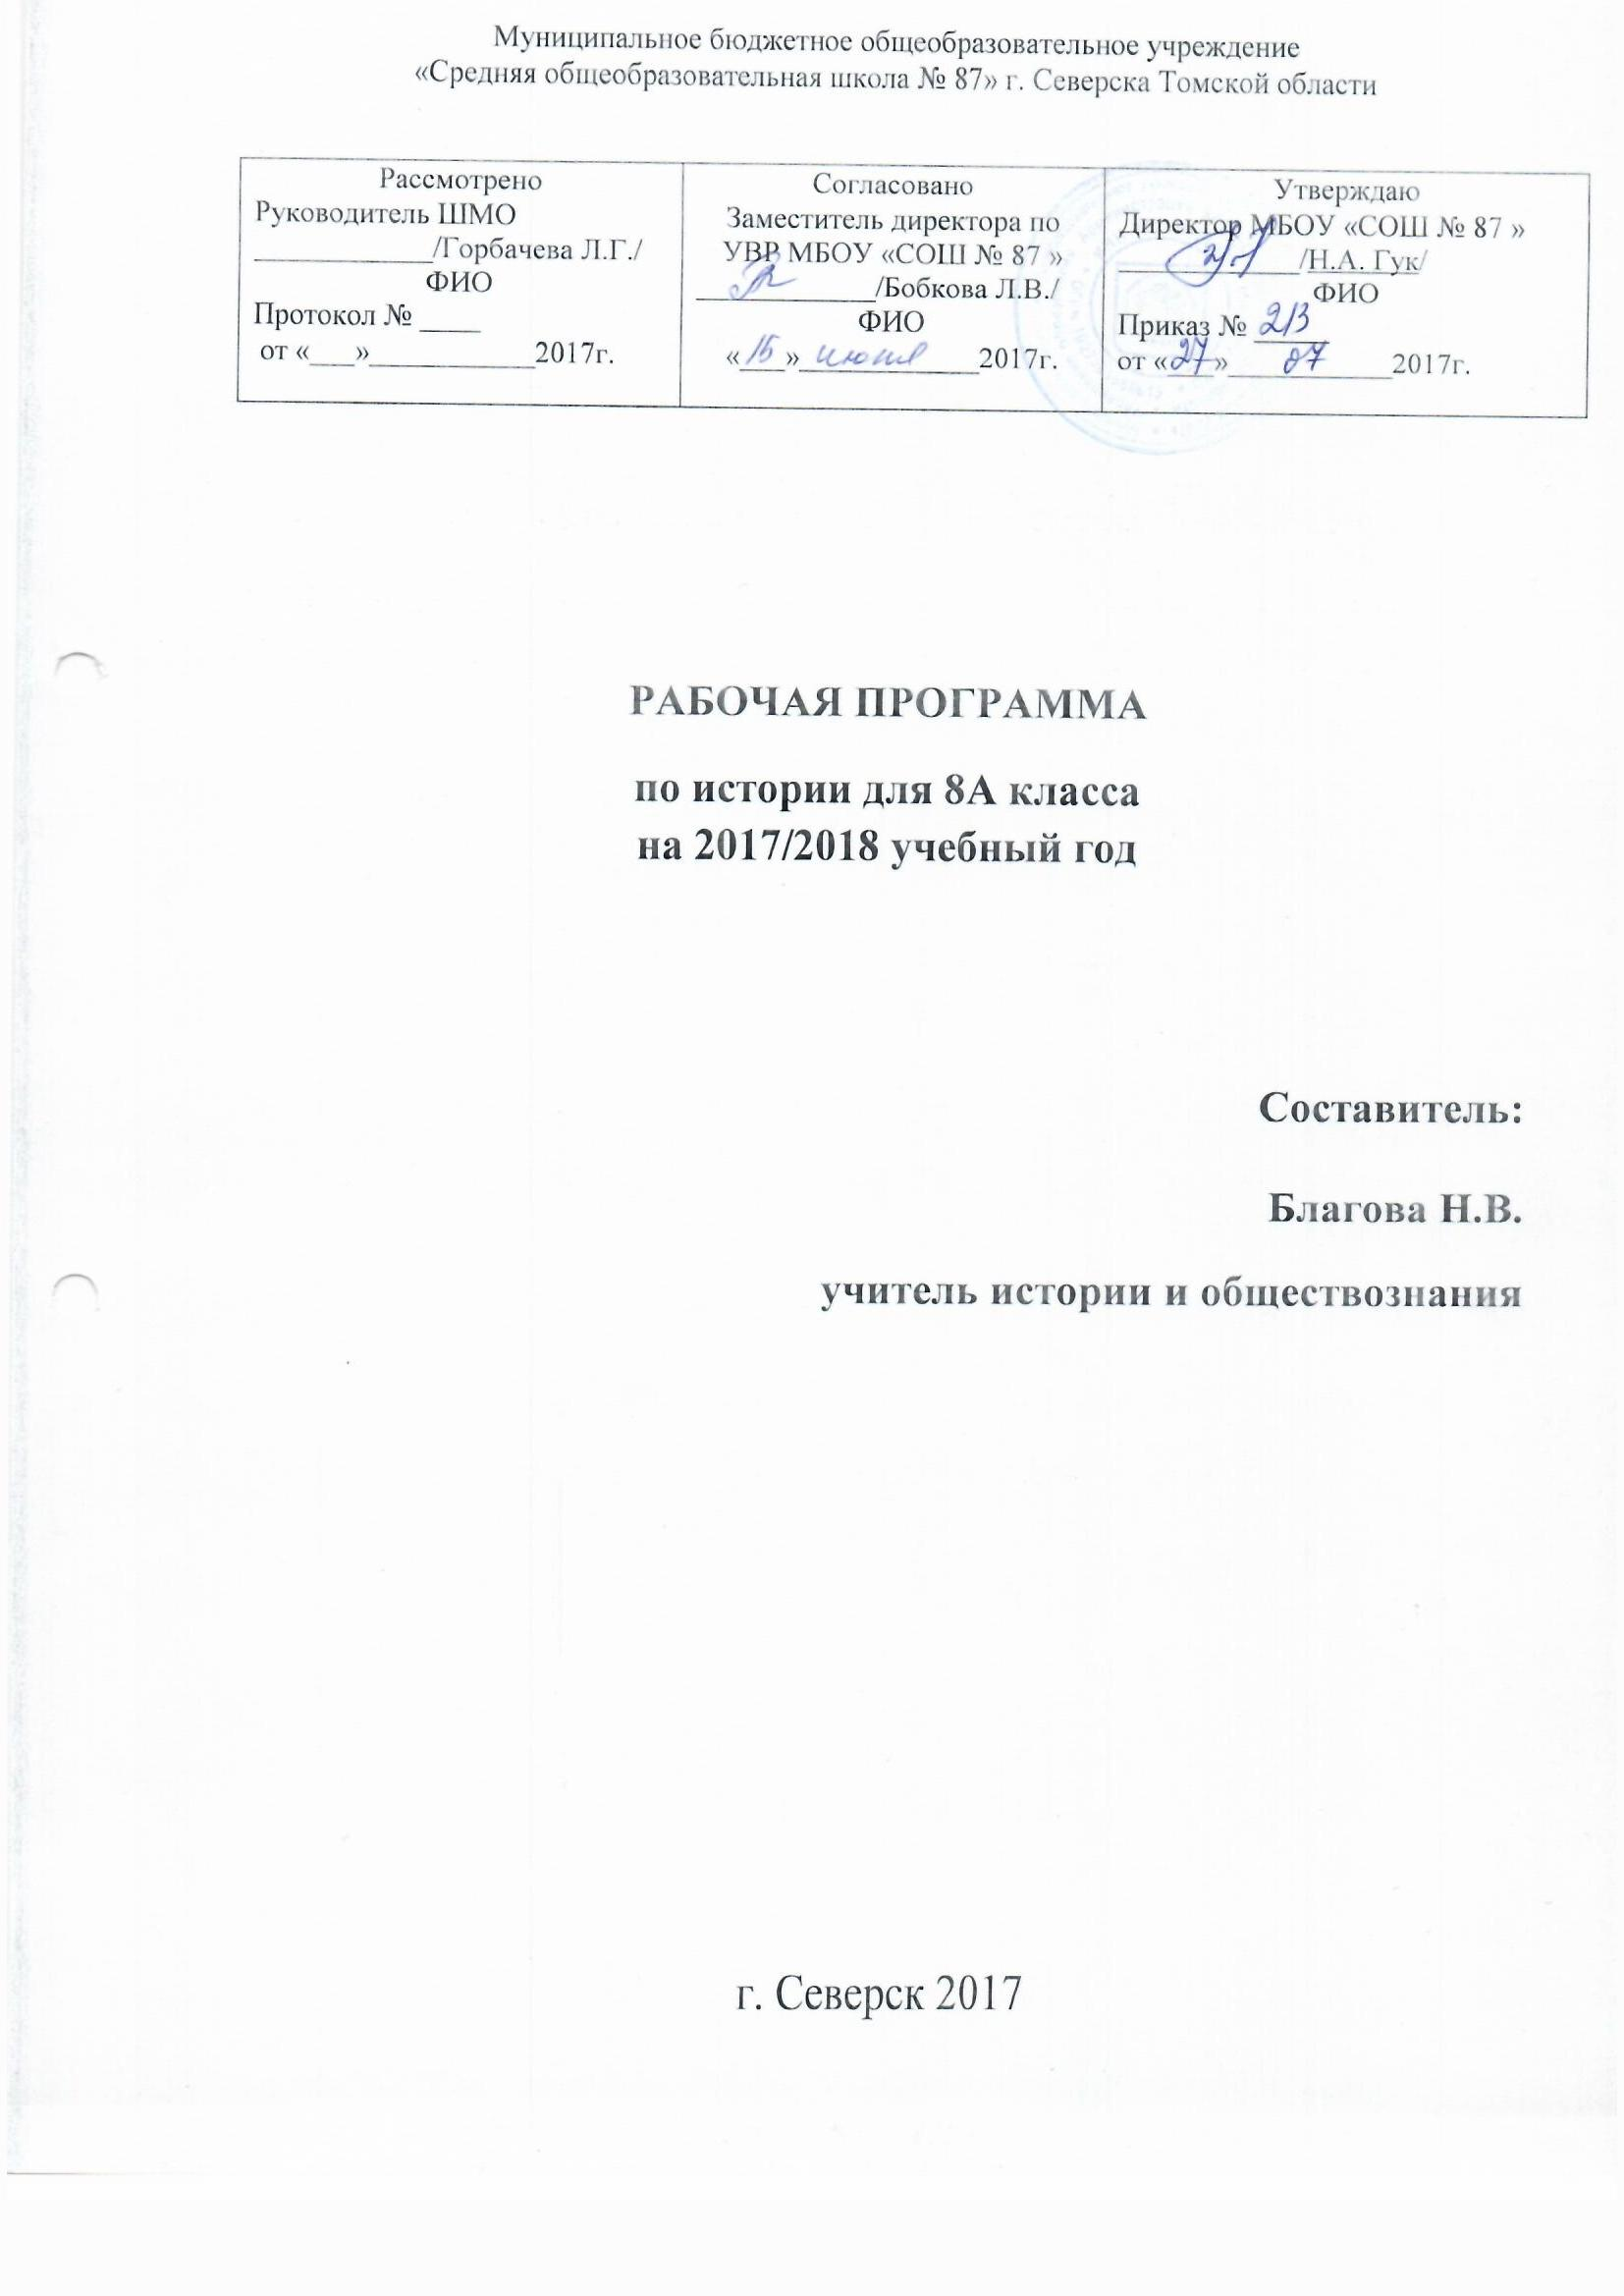 Муниципальное бюджетное общеобразовательное учреждение
«Средняя общеобразовательная школа № 87» г. Северска Томской области
Рассмотрено
Руководитель ШМО
_____________/Горбачева Л.Г./
ФИО
Протокол № ____
от «___»___________2017г.
Согласовано
Заместитель директора по
УВР МБОУ «СОШ № 87 »
_____________/Бобкова Л.В./
ФИО
«15» июня 2017г.
Утверждаю
Директор МБОУ «СОШ № 87 »
_____________/Н.А. Гук/
ФИО
Приказ № 213
от «27» 07 2017г.
РАБОЧАЯ ПРОГРАММА
по истории для 8А класса
на 2017/2018 учебный год
Составитель:
Благова Н.В.
учитель истории и обществознания
г. Северск 2017